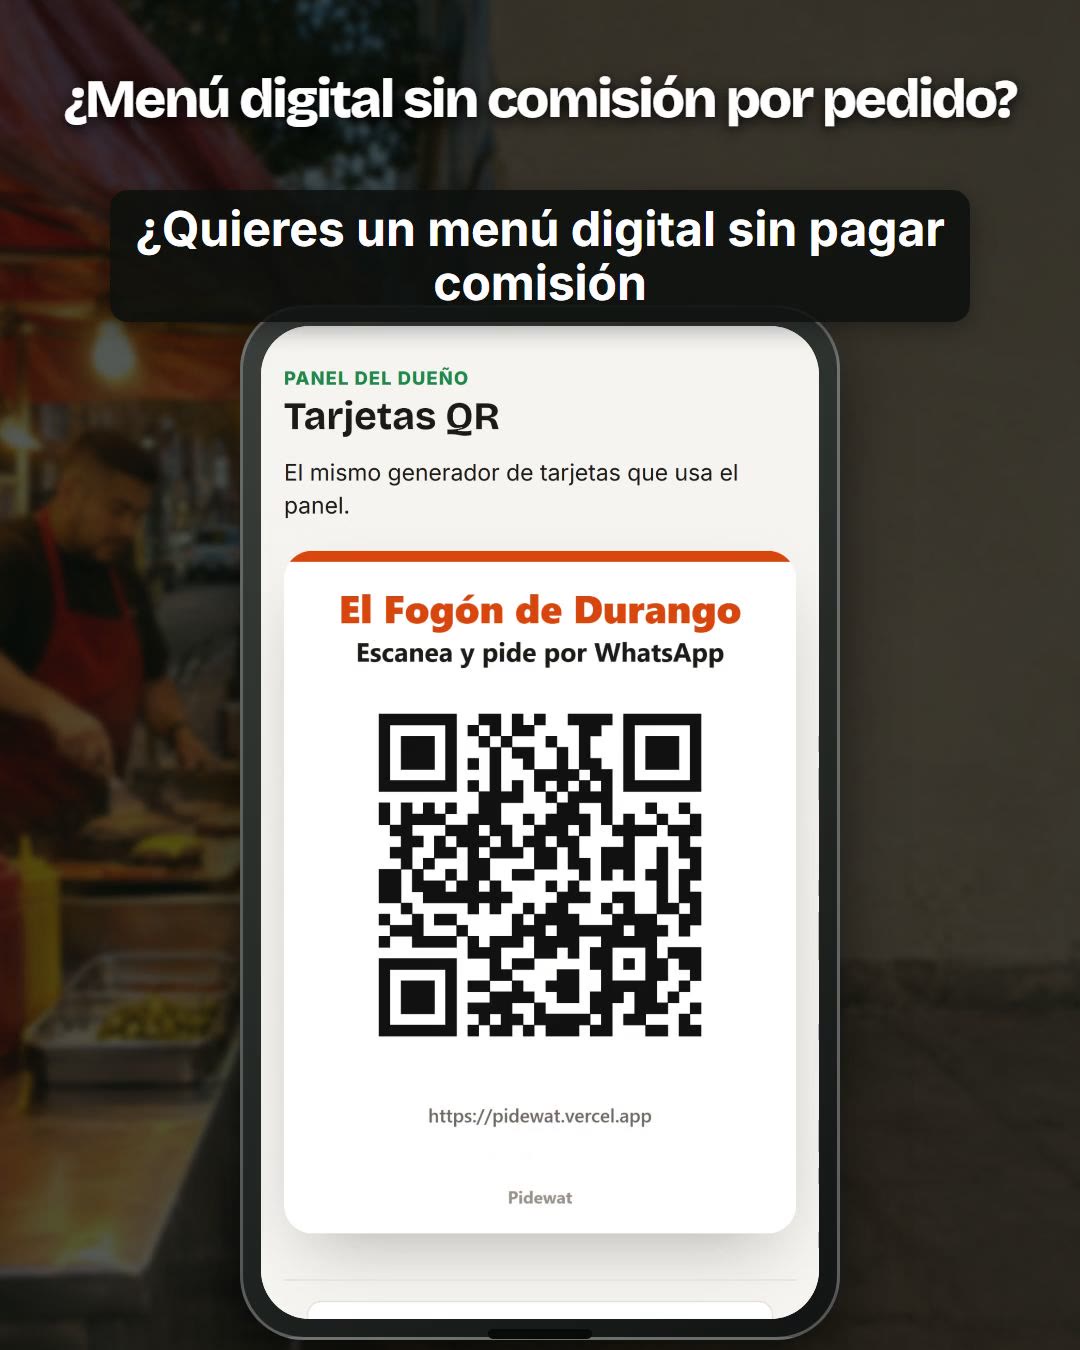 ¿Menú digital sin comisión por pedido?
¿Quieres un menú digital sin pagar
comisión
PANEL DEL DUEÑO
Tarjetas QR
El mismo generador de tarjetas que usa el
panel.
El Fogón de Durango
Escanea y pide por WhatsApp
https://pidewat.vercel.app
Pidewat